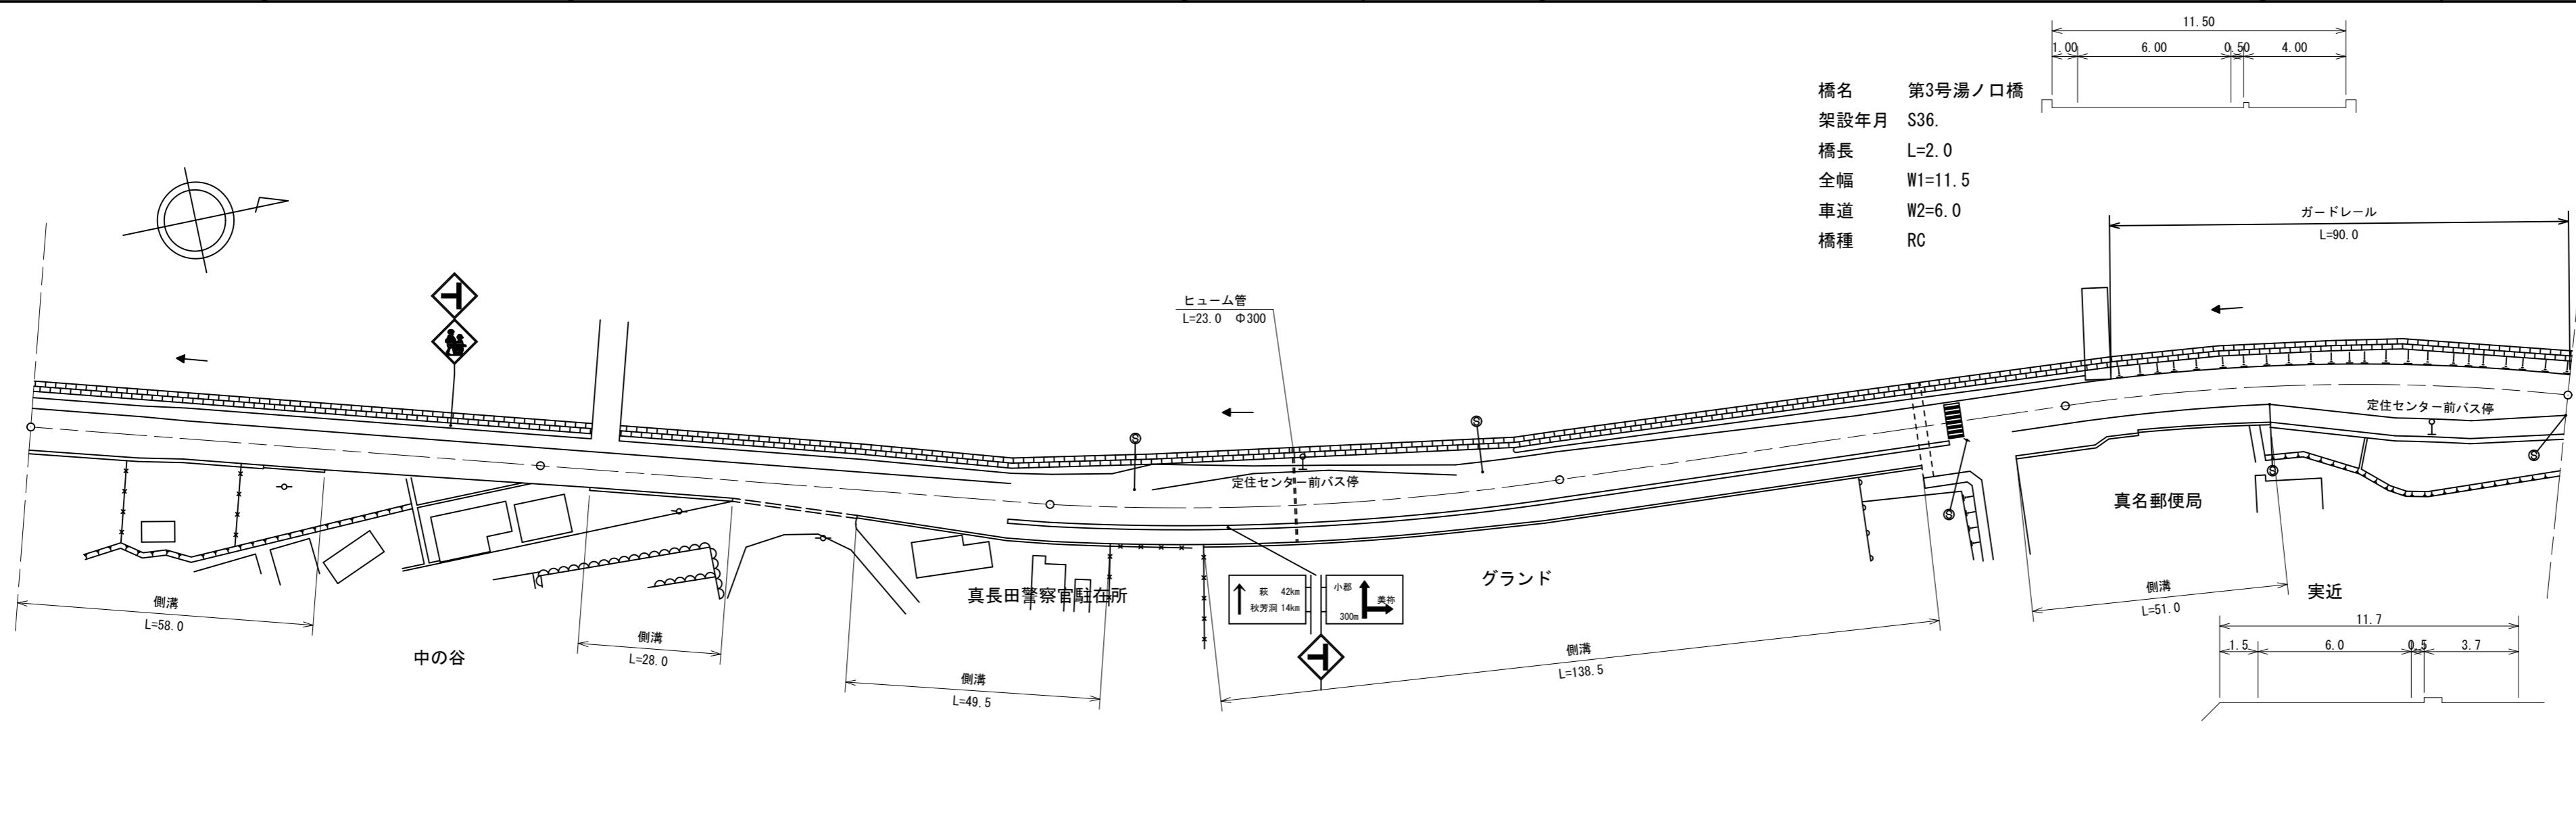 11.50
1.00 6.00 0.50 4.00
橋名 第3号湯ノ口橋
架設年月 S36.
橋長 L=2.0
全幅 W1=11.5
車道 W2=6.0
橋種 RC
ガードレール
L=90.0
ヒューム管
L=23.0 Φ300
定住センター前バス停
S
S
定住センター前バス停
S
S
S
真名郵便局
グランド
真長田警察官駐在所
萩 42km
秋芳洞 14km
小郡
美祢
300m
実近
側溝
L=58.0
側溝
L=28.0
側溝
L=49.5
側溝
L=138.5
側溝
L=51.0
中の谷
11.7
1.5 6.0 0.5 3.7